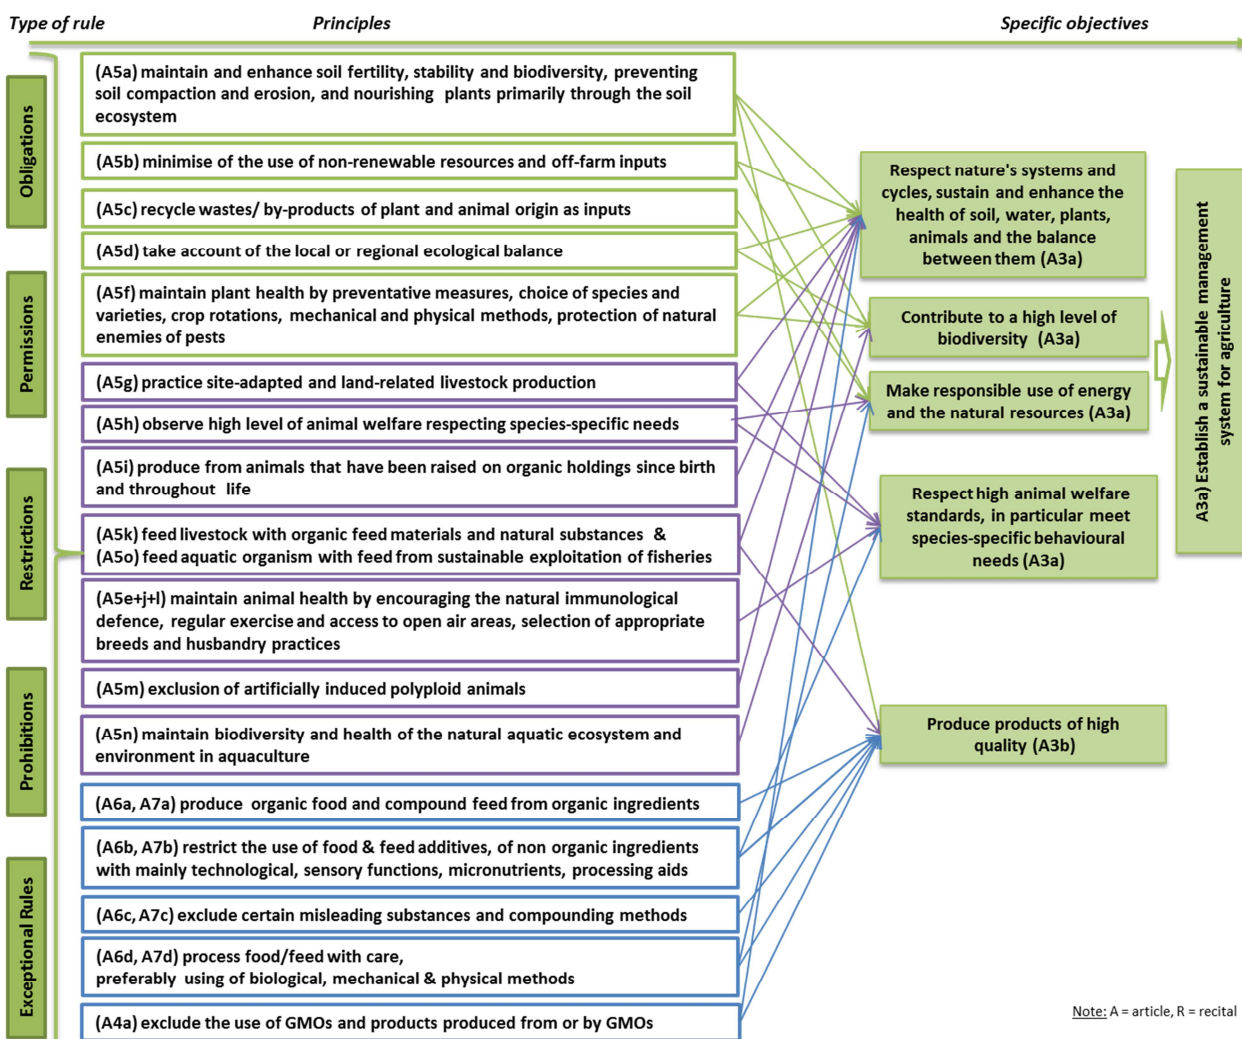 Type of rule
Principles
Specific objectives
Obligations
Permissions
Restrictions
Prohibitions
Exceptional Rules
(A5a) maintain and enhance soil fertility, stability and biodiversity, preventing
soil compaction and erosion, and nourishing plants primarily through the soil
ecosystem
(A5b) minimise of the use of non-renewable resources and off-farm inputs
(A5c) recycle wastes/ by-products of plant and animal origin as inputs
(A5d) take account of the local or regional ecological balance
(A5f) maintain plant health by preventative measures, choice of species and
varieties, crop rotations, mechanical and physical methods, protection of natural
enemies of pests
(A5g) practice site-adapted and land-related livestock production
(A5h) observe high level of animal welfare respecting species-specific needs
(A5i) produce from animals that have been raised on organic holdings since birth
and throughout life
(A5k) feed livestock with organic feed materials and natural substances &
(A5o) feed aquatic organism with feed from sustainable exploitation of fisheries
(A5e+j+l) maintain animal health by encouraging the natural immunological
defence, regular exercise and access to open air areas, selection of appropriate
breeds and husbandry practices
(A5m) exclusion of artificially induced polyploid animals
(A5n) maintain biodiversity and health of the natural aquatic ecosystem and
environment in aquaculture
(A6a, A7a) produce organic food and compound feed from organic ingredients
(A6b, A7b) restrict the use of food & feed additives, of non organic ingredients
with mainly technological, sensory functions, micronutrients, processing aids
(A6c, A7c) exclude certain misleading substances and compounding methods
(A6d, A7d) process food/feed with care,
preferably using of biological, mechanical & physical methods
(A4a) exclude the use of GMOs and products produced from or by GMOs
Respect nature's systems and
cycles, sustain and enhance the
health of soil, water, plants,
animals and the balance
between them (A3a)
Contribute to a high level of
biodiversity (A3a)
Make responsible use of energy
and the natural resources (A3a)
Respect high animal welfare
standards, in particular meet
species-specific behavioural
needs (A3a)
Produce products of high
quality (A3b)
A3a) Establish a sustainable management
system for agriculture
Note: A = article, R = recital